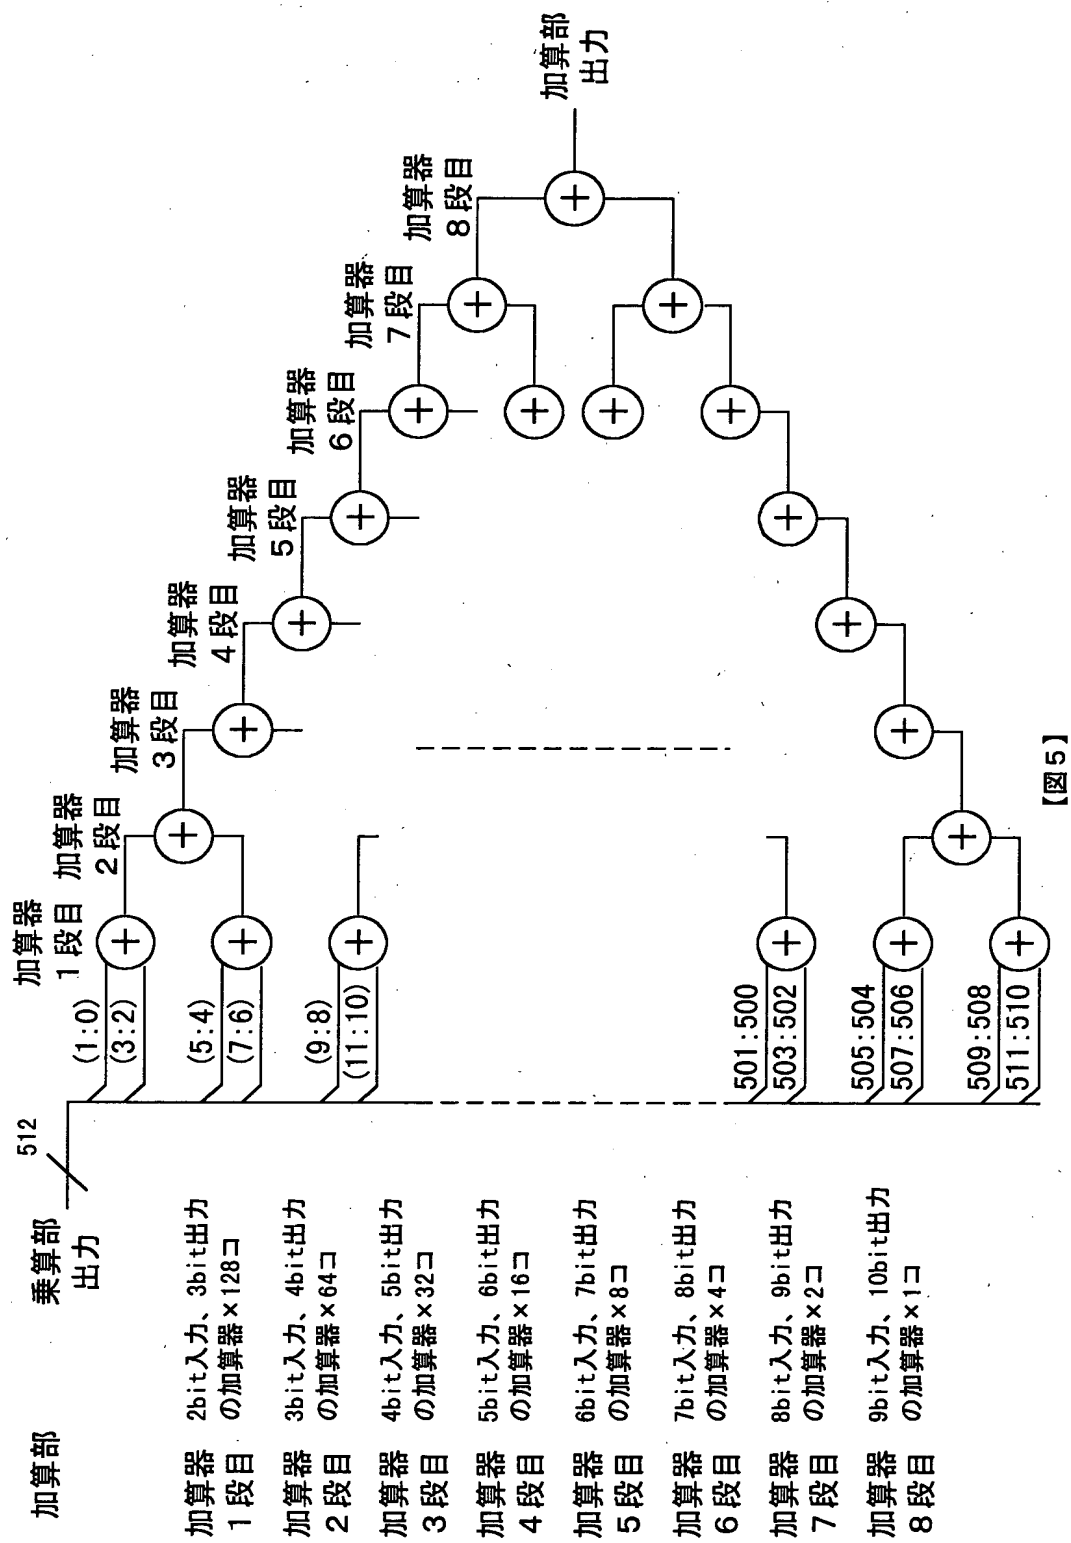 加算部
乗算部
出力
512
加算器
1段目
2bit入力、3bit出力
の加算器×128コ
加算器
2段目
3bit入力、4bit出力
の加算器×64コ
加算器
3段目
4bit入力、5bit出力
の加算器×32コ
加算器
4段目
5bit入力、6bit出力
の加算器×16コ
加算器
5段目
6bit入力、7bit出力
の加算器×8コ
加算器
6段目
7bit入力、8bit出力
の加算器×4コ
加算器
7段目
8bit入力、9bit出力
の加算器×2コ
加算器
8段目
9bit入力、10bit出力
の加算器×1コ
(1:0)
(3:2)
(5:4)
(7:6)
(9:8)
(11:10)
501:500
503:502
505:504
507:506
509:508
511:510
加算器
1段目
加算器
2段目
加算器
3段目
加算器
4段目
加算器
5段目
加算器
6段目
加算器
7段目
加算器
8段目
加算部
出力
【図5】